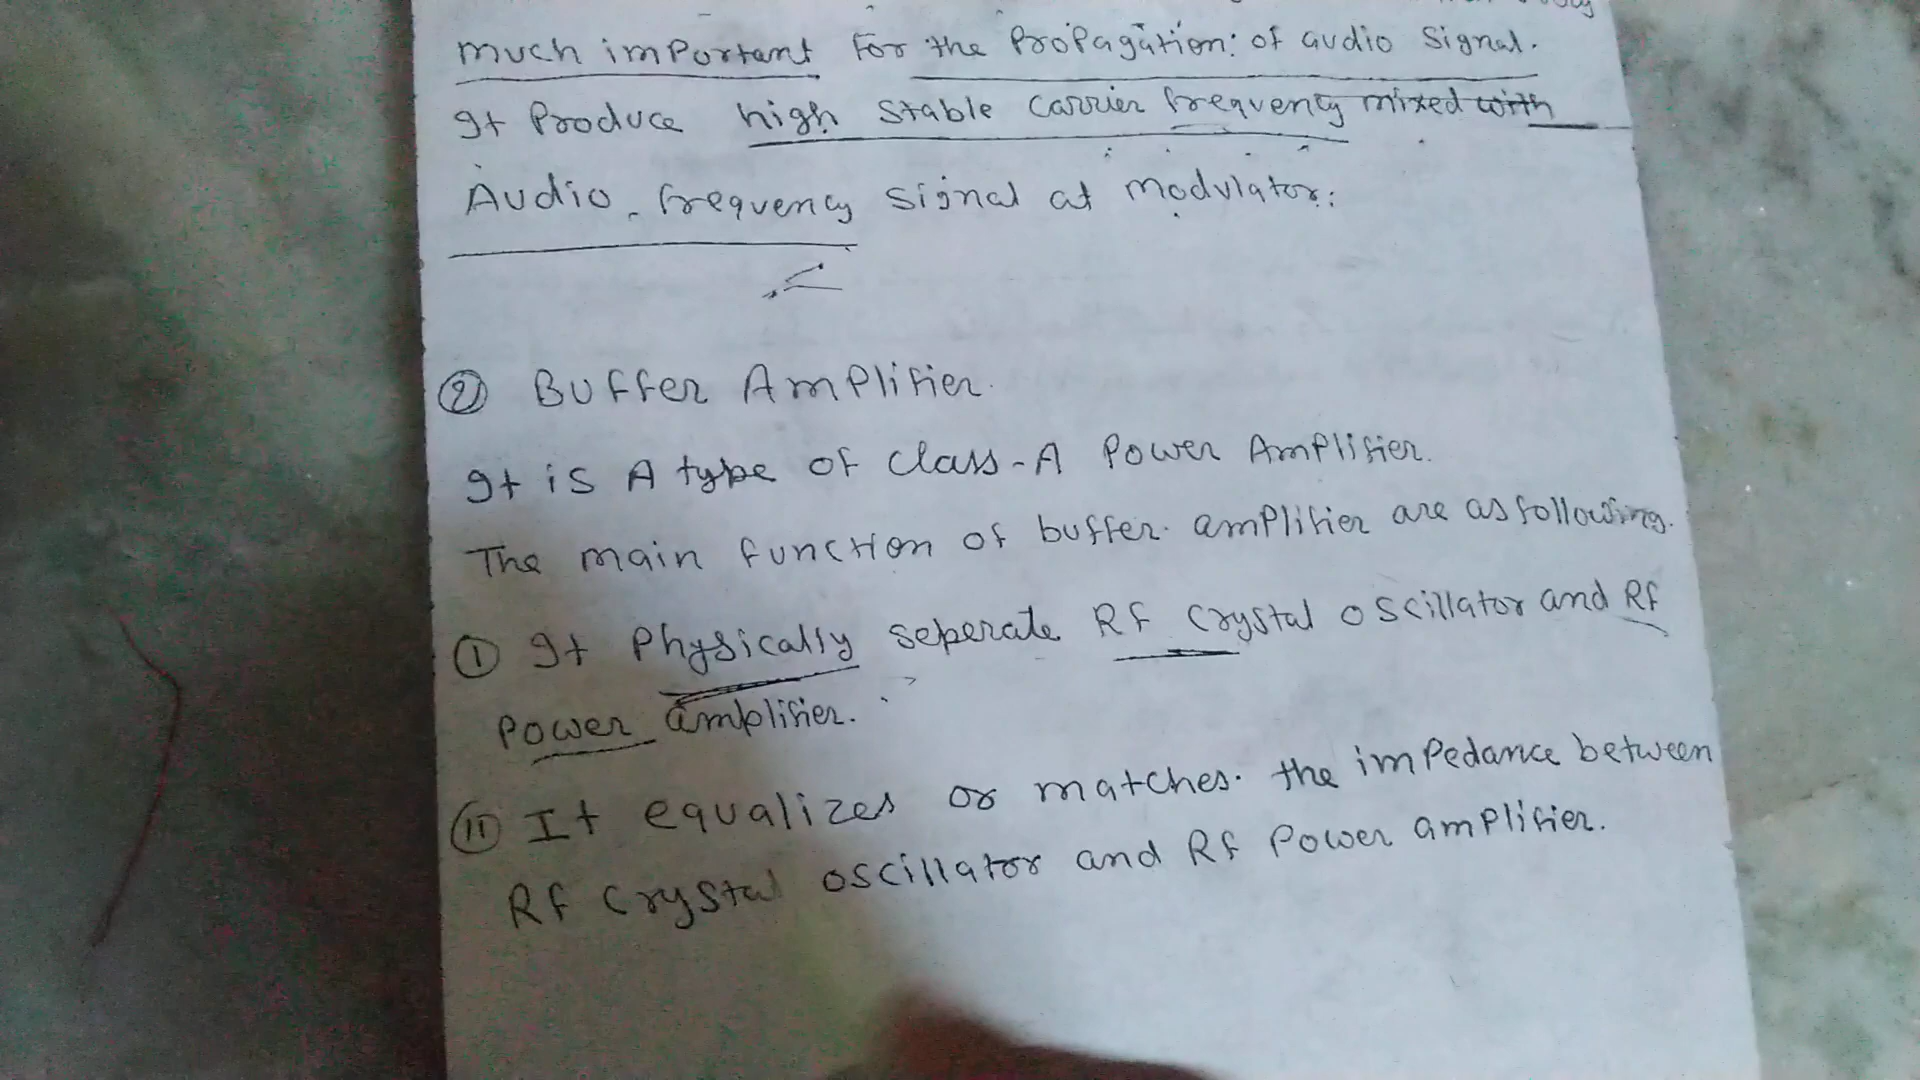 much important for the Propagation: of audio Signal.
It Produce high Stable Carrier frequency mixed with
Audio. frequency signal at modulator:
② Buffer Amplifier.
It is A type of Class-A Power Amplifier.
The main function of buffer. amplifier are as following.
① It Physically seperate RF Crystal oscillator and RF
Power amplifier.
(II) It equalizes or matches. the impedance between
RF Crystal oscillator and RF Power amplifier.